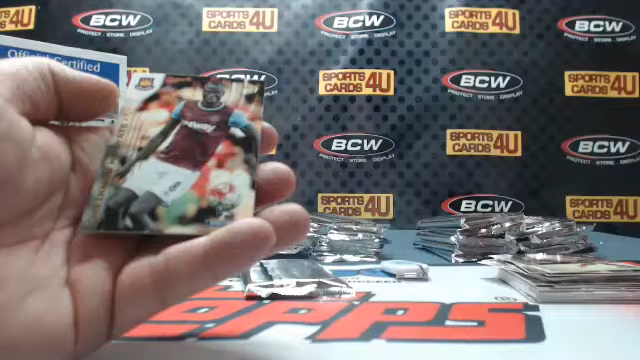 BCW
PROTECT . STORE . DISPLAY
SPORTS
CARDS 4U
BCW
PROTECT . STORE . DISPLAY
SPORTS
CARDS 4U
BCW
PROTECT . STORE . DISPLAY
Official Certified
SPORTS
CARDS 4U
BCW
PROTECT . STORE . DISPLAY
SPORTS
CARDS 4U
BCW
PROTECT . STORE . DISPLAY
SPORTS
CARDS 4U
BCW
PROTECT . STORE . DISPLAY
SPORTS
CARDS 4U
BCW
SPORTS
CARDS 4U
TOPPS